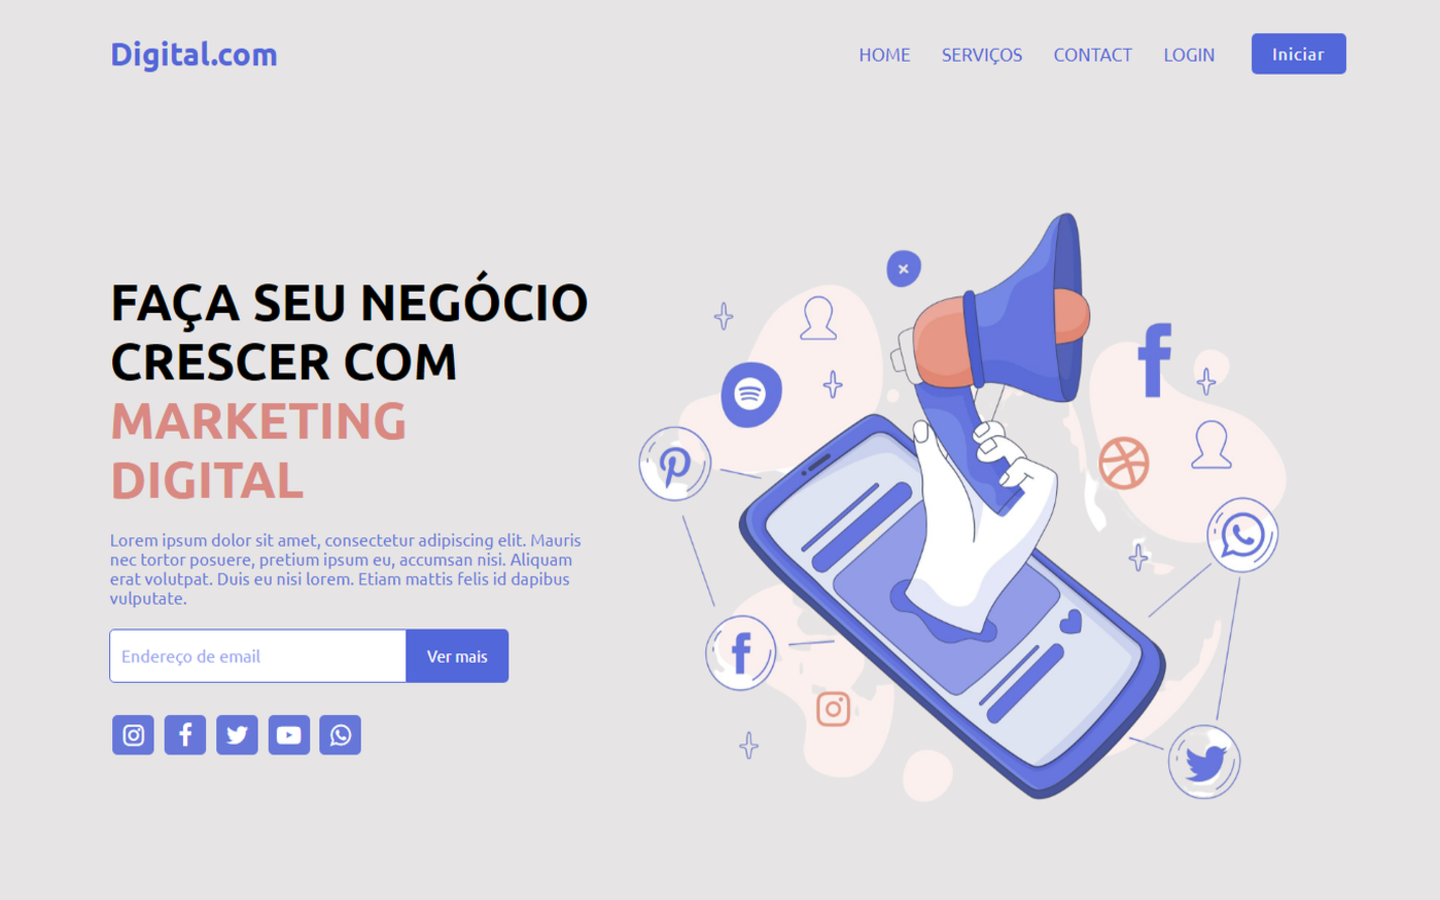 Digital.com
HOME SERVIÇOS CONTACT LOGIN Iniciar
FAÇA SEU NEGÓCIO
CRESCER COM
MARKETING
DIGITAL
Lorem ipsum dolor sit amet, consectetur adipiscing elit. Mauris
nec tortor posuere, pretium ipsum eu, accumsan nisi. Aliquam
erat volutpat. Duis eu nisi lorem. Etiam mattis felis id dapibus
vulputate.
Endereço de email Ver mais